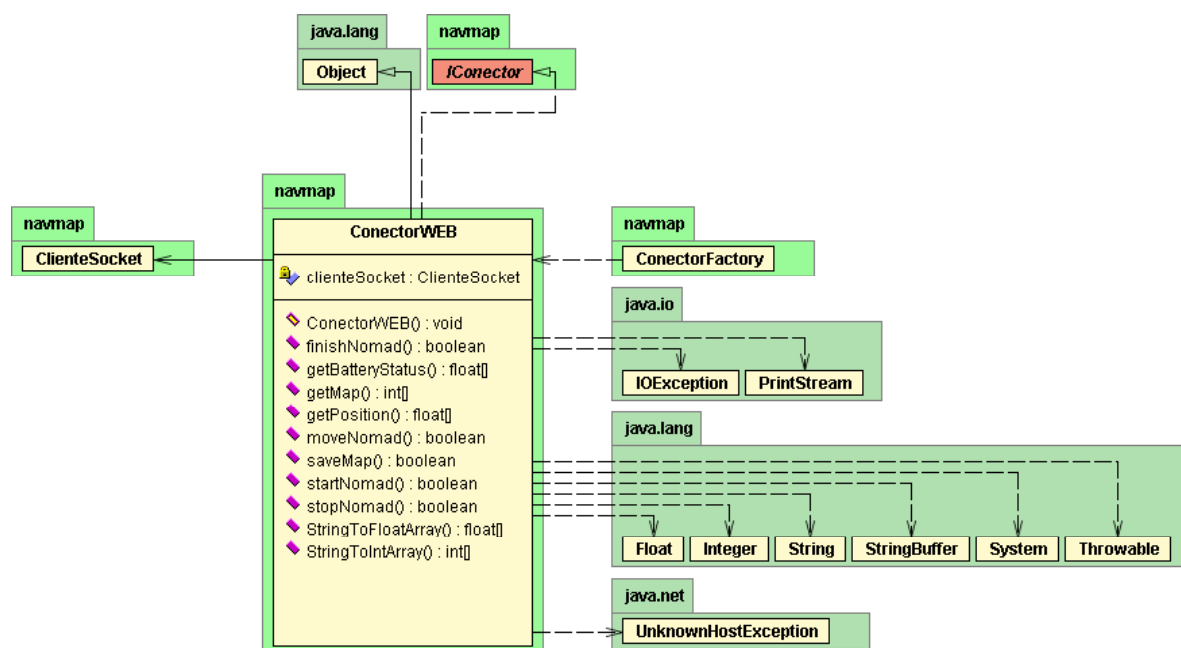 java.lang
Object
navmap
IConector
navmap
ClienteSocket
navmap
ConectorWEB
clienteSocket : ClienteSocket
ConectorWEB() : void
finishNomad() : boolean
getBatteryStatus() : float[]
getMap() : int[]
getPosition() : float[]
moveNomad() : boolean
saveMap() : boolean
startNomad() : boolean
stopNomad() : boolean
StringToFloatArray() : float[]
StringToIntArray() : int[]
navmap
ConectorFactory
java.io
IOException PrintStream
java.lang
Float Integer String StringBuffer System Throwable
java.net
UnknownHostException